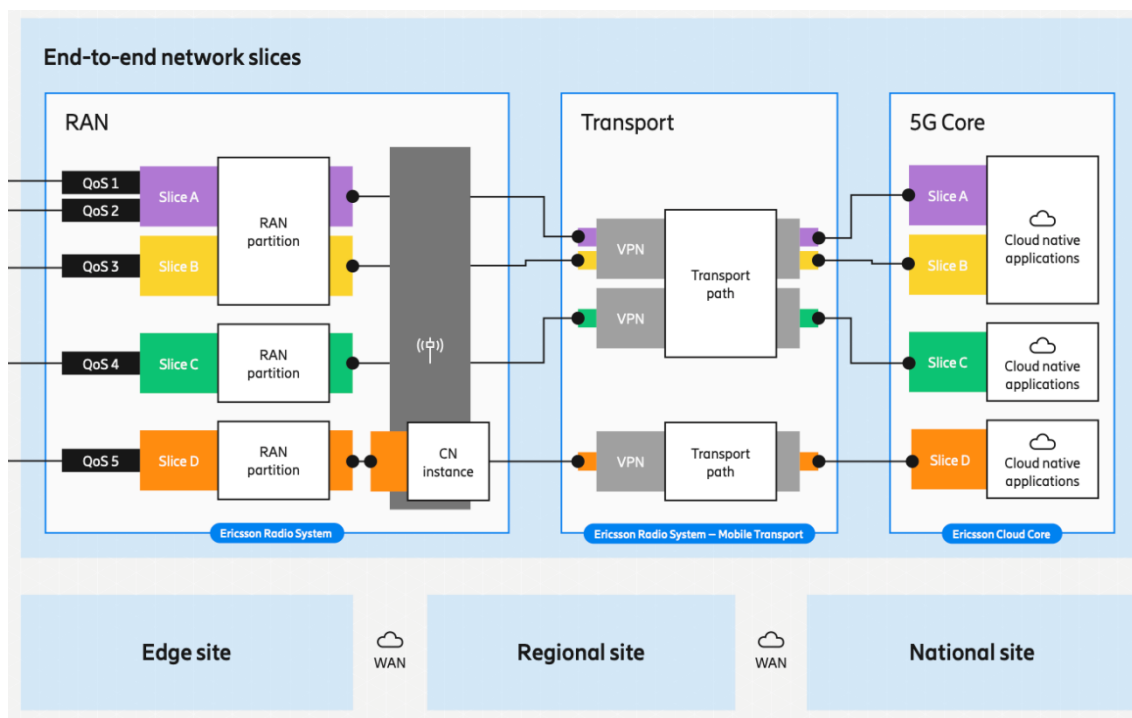 End-to-end network slices
RAN
QoS 1
QoS 2
Slice A
RAN
partition
QoS 3
Slice B
QoS 4
Slice C
RAN
partition
QoS 5
Slice D
RAN
partition
CN
instance
Ericsson Radio System
Transport
VPN
Transport
path
VPN
VPN
Transport
path
Ericsson Radio System – Mobile Transport
5G Core
Slice A
Cloud native
applications
Slice B
Slice C
Cloud native
applications
Slice D
Cloud native
applications
Ericsson Cloud Core
Edge site
WAN
Regional site
WAN
National site